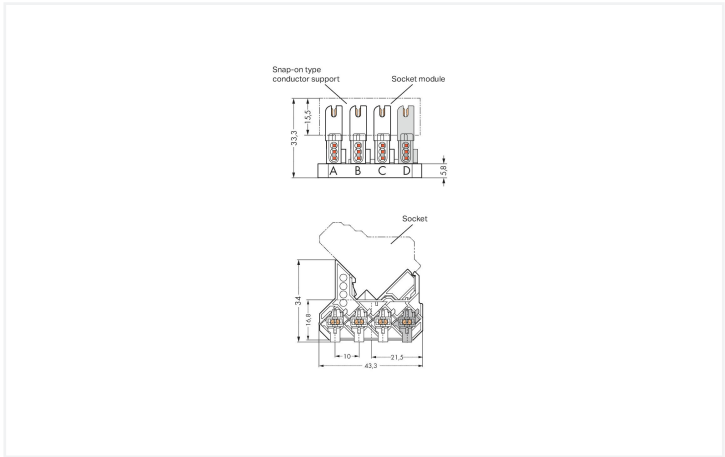 Snap-on type
conductor support
Socket module
15,5
33,3
5,8
A B C D
Socket
34
16,8
10
21,5
43,3